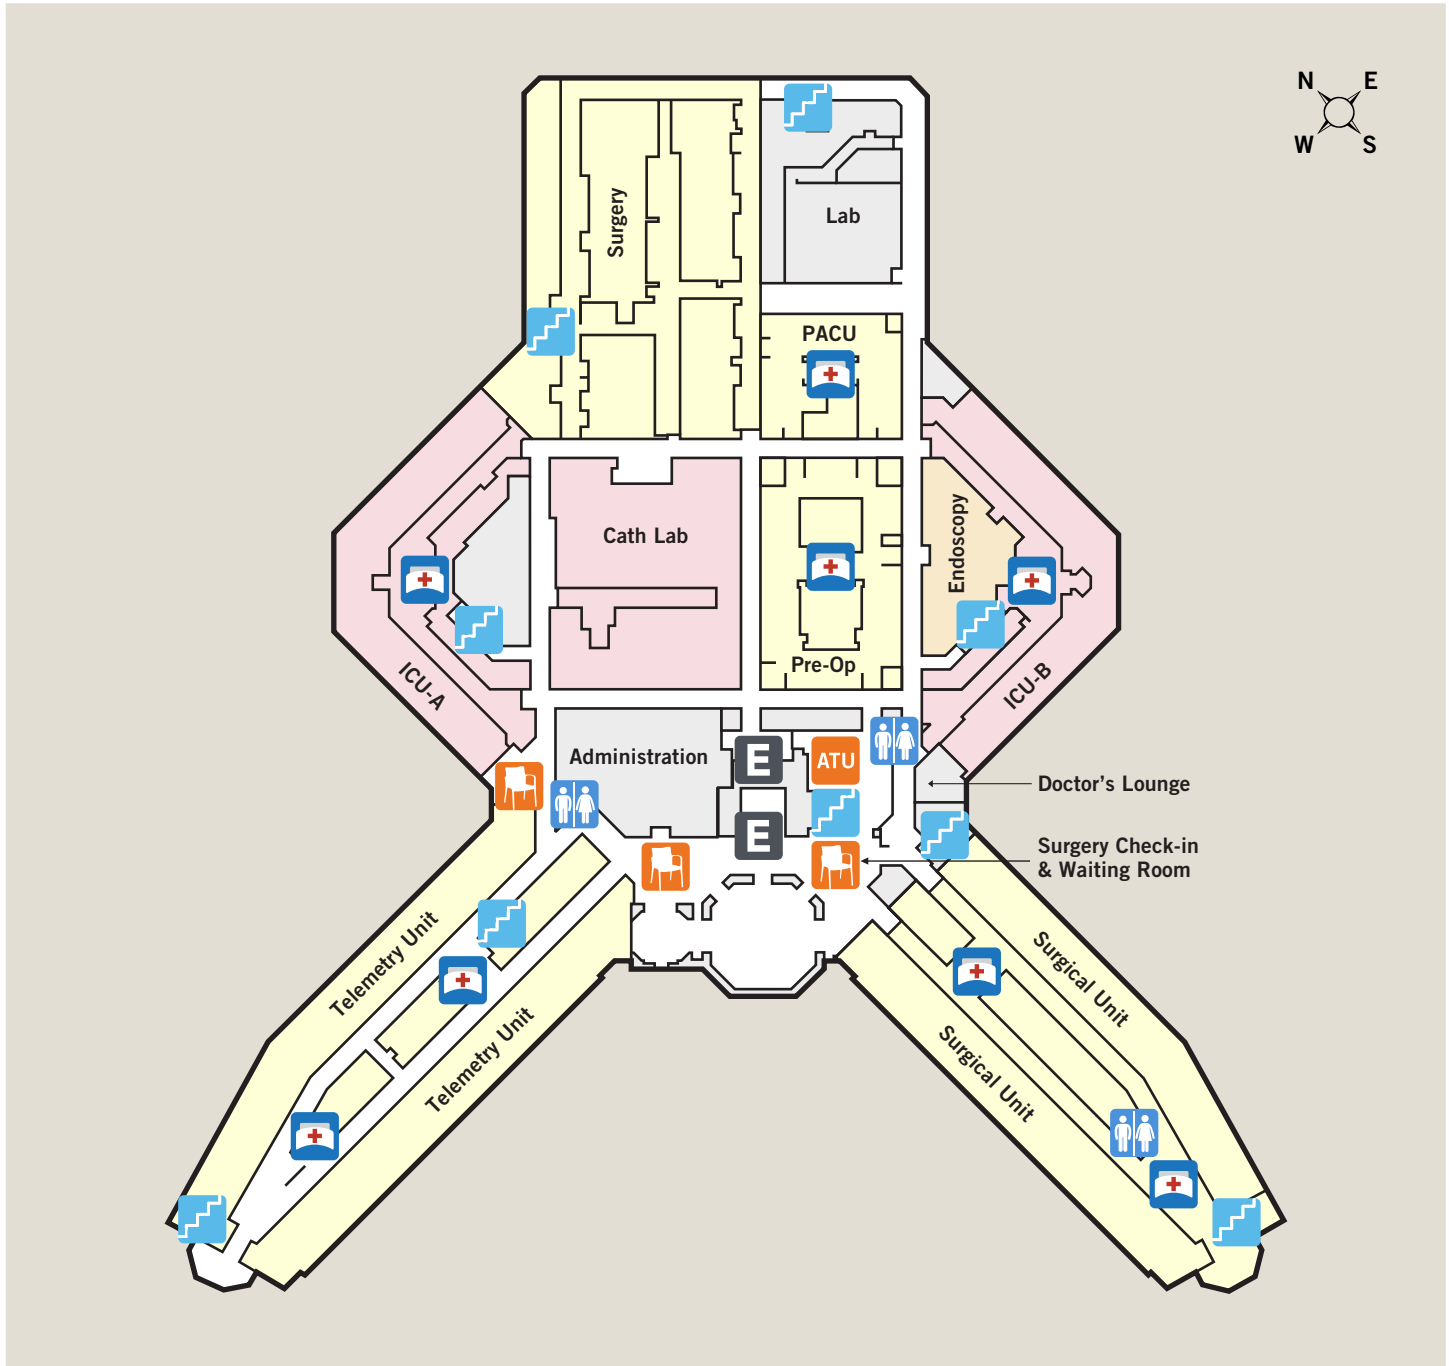 N
E
W
S
Surgery
Lab
PACU
Cath Lab
Endoscopy
Pre-Op
ICU-A
ICU-B
Administration
E
ATU
Doctor's Lounge
E
Surgery Check-in
& Waiting Room
Telemetry Unit
Telemetry Unit
Surgical Unit
Surgical Unit